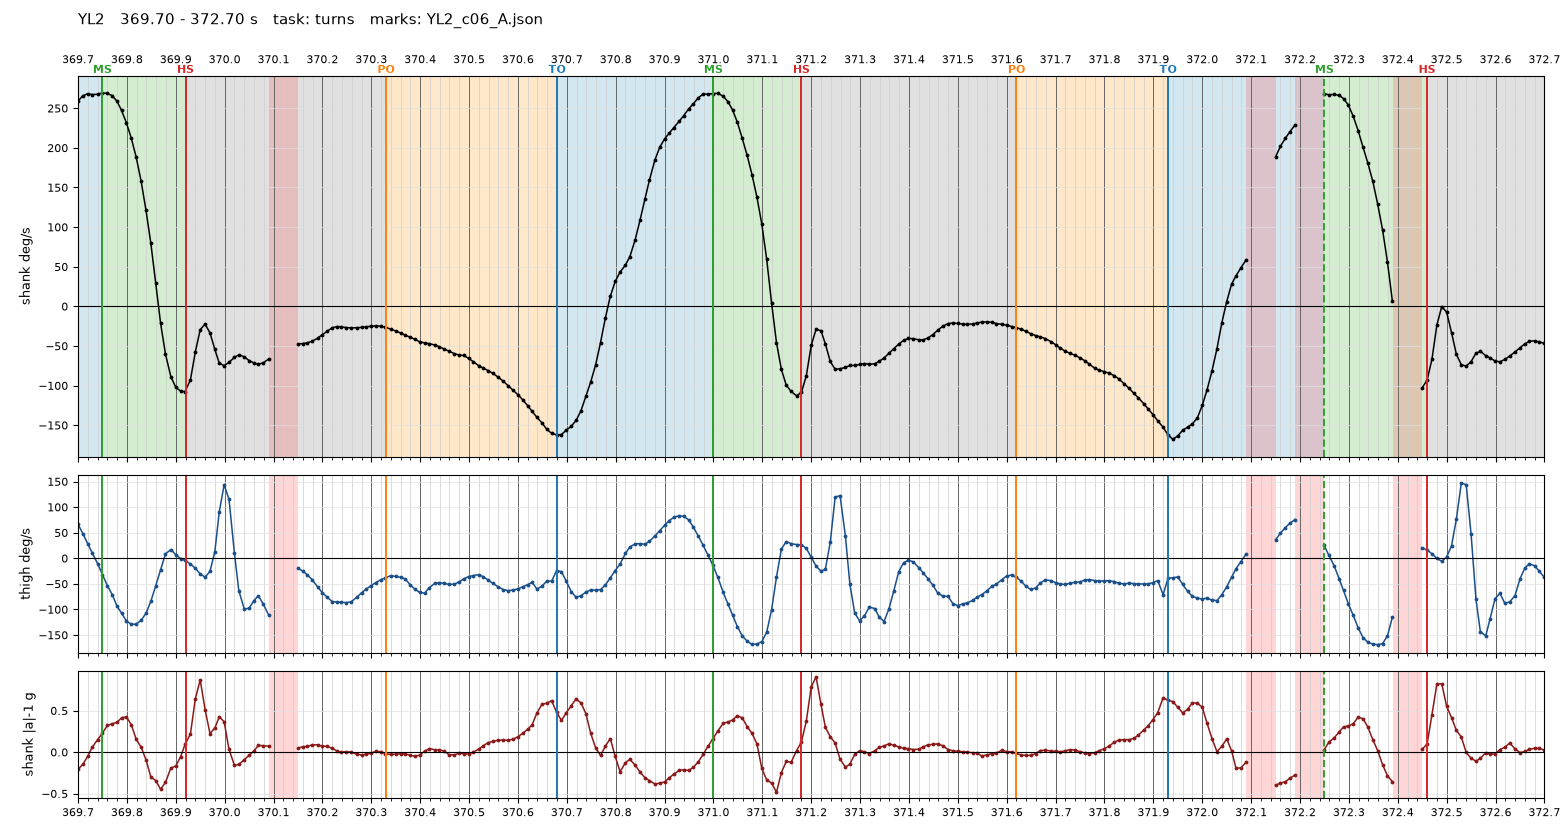 YL2   369.70 - 372.70 s   task: turns   marks: YL2_c06_A.json
369.7 369.8 369.9 370.0 370.1 370.2 370.3 370.4 370.5 370.6 370.7 370.8 370.9 371.0 371.1 371.2 371.3 371.4 371.5 371.6 371.7 371.8 371.9 372.0 372.1 372.2 372.3 372.4 372.5 372.6 372.7
MS HS PO TO MS HS PO TO MS HS
shank deg/s
250
200
150
100
50
0
−50
−100
−150
thigh deg/s
150
100
50
0
−50
−100
−150
shank |a|-1 g
0.5
0.0
−0.5
369.7 369.8 369.9 370.0 370.1 370.2 370.3 370.4 370.5 370.6 370.7 370.8 370.9 371.0 371.1 371.2 371.3 371.4 371.5 371.6 371.7 371.8 371.9 372.0 372.1 372.2 372.3 372.4 372.5 372.6 372.7